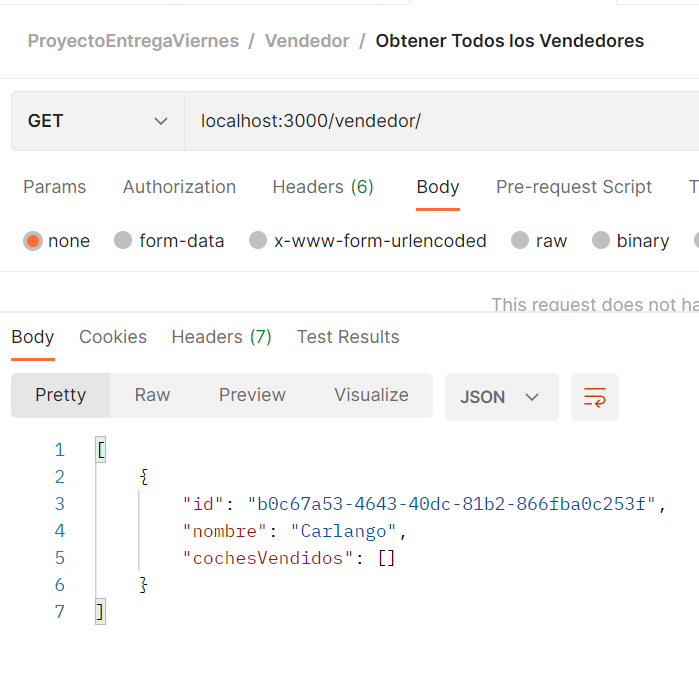 ProyectoEntregaViernes / Vendedor / Obtener Todos los Vendedores
GET localhost:3000/vendedor/
Params Authorization Headers (6) Body Pre-request Script T
none form-data x-www-form-urlencoded raw binary
This request does not ha
Body Cookies Headers (7) Test Results
Pretty Raw Preview Visualize JSON
1 [
2 {
3 "id": "b0c67a53-4643-40dc-81b2-866fba0c253f",
4 "nombre": "Carlango",
5 "cochesVendidos": []
6 }
7 ]